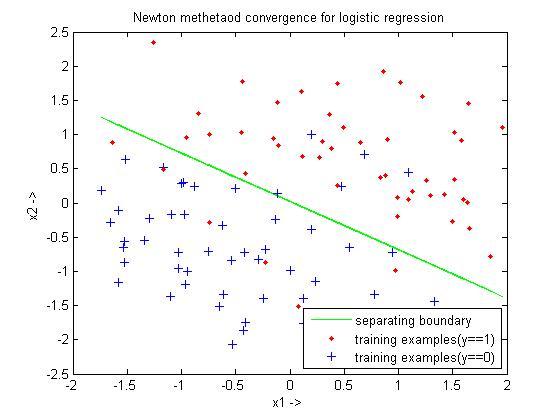 Newton methetaod convergence for logistic regression
2.5
2
1.5
1
0.5
0
-0.5
-1
-1.5
-2
-2.5
x2 ->
separating boundary
training examples(y==1)
training examples(y==0)
-2 -1.5 -1 -0.5 0 0.5 1 1.5 2
x1 ->